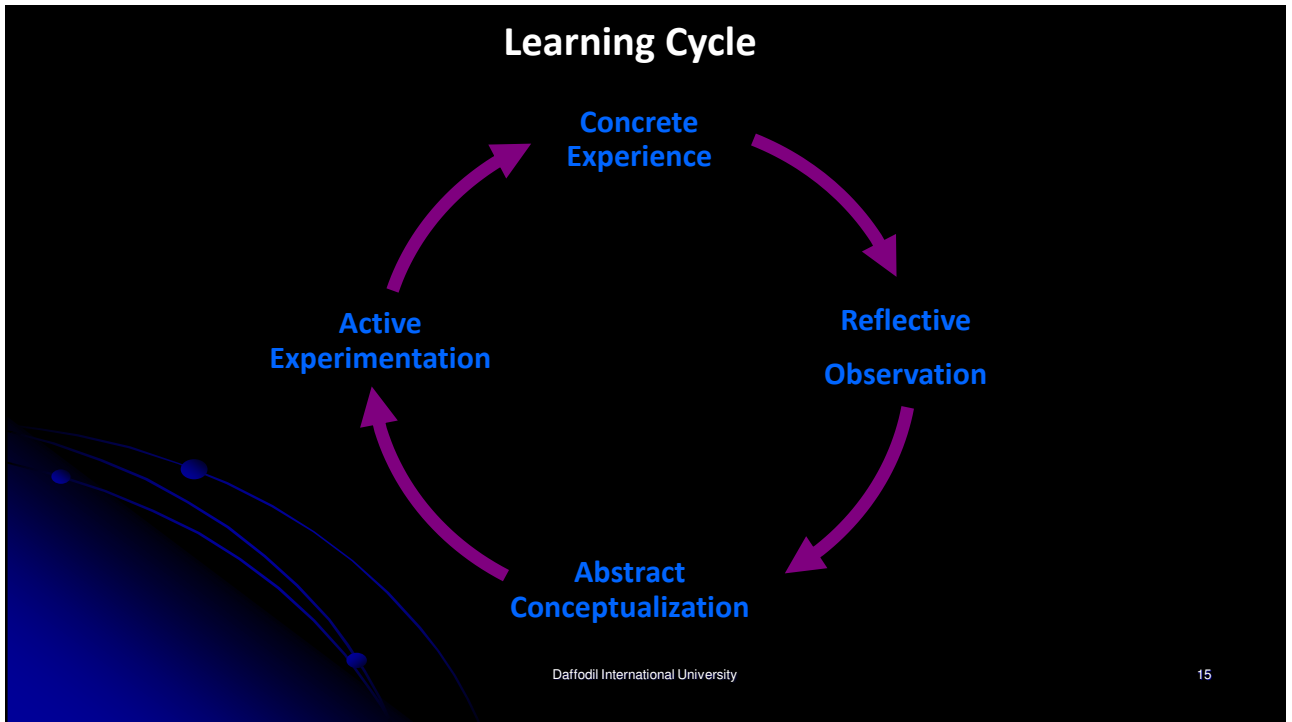 Learning Cycle
Concrete
Experience
Reflective
Observation
Abstract
Conceptualization
Active
Experimentation
Daffodil International University
15